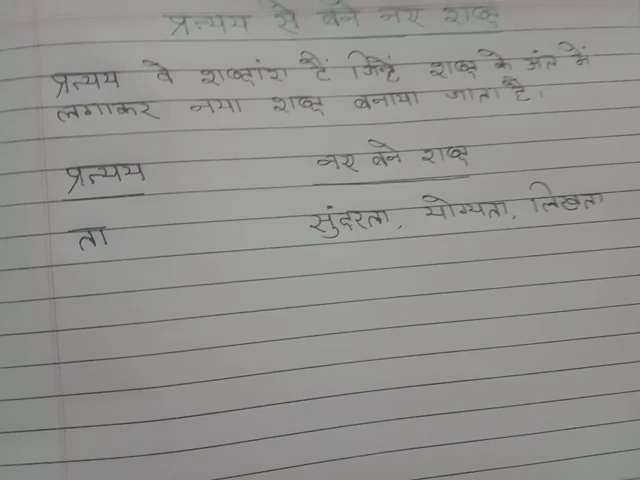 प्रत्यय से बने नए शब्द
प्रत्यय वे शब्दांश हैं जिन्हें शब्द के अंत में
लगाकर नया शब्द बनाया जाता है।
प्रत्यय नए बने शब्द
ता सुंदरता, योग्यता, लिखता